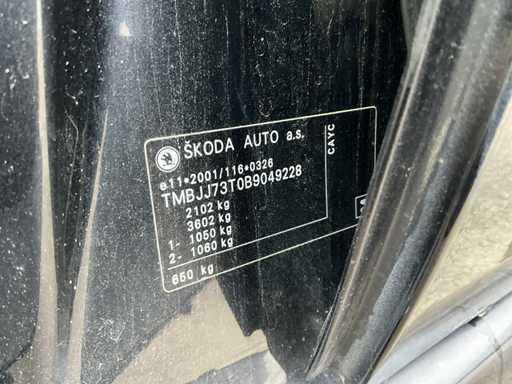 ŠKODA AUTO a.s.
CAYC
e11*2001/116*0326
TMBJJ73T0B9049228
2102 kg
3602 kg
1- 1050 kg
2- 1060 kg
650 kg